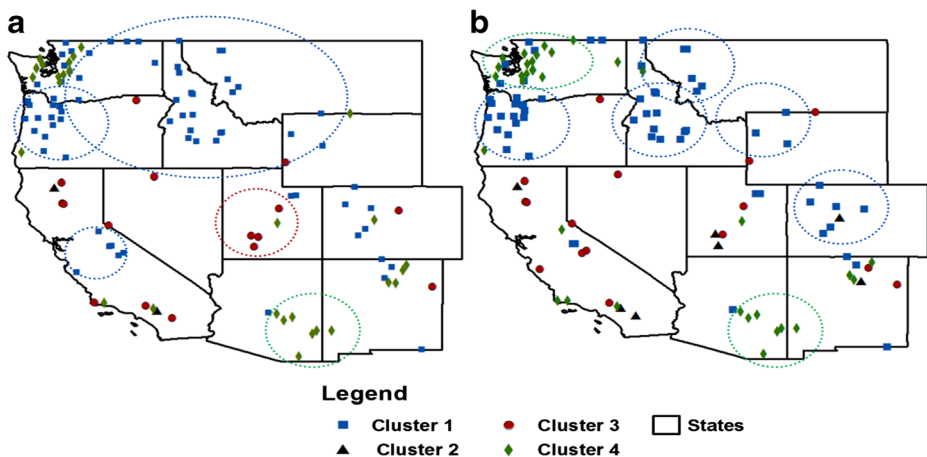 a
b
Legend
Cluster 1
Cluster 3
States
Cluster 2
Cluster 4